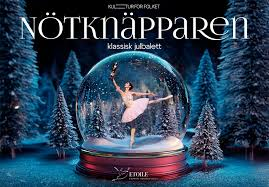 KULTUR FÖR FOLKET
NÖTKNÄPPAREN
klassisk julbalett
ETOILE